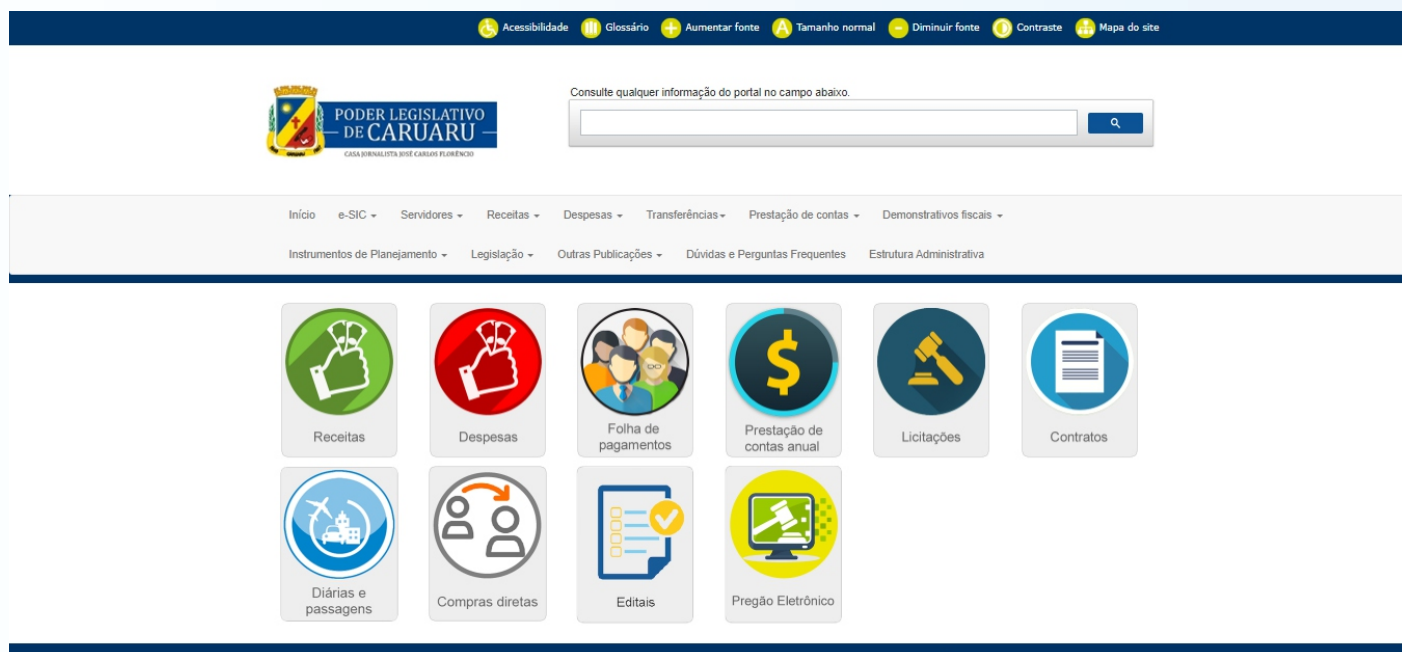 Acessibilidade Glossário Aumentar fonte Tamanho normal Diminuir fonte Contraste Mapa do site
Consulte qualquer informação do portal no campo abaixo.
PODER LEGISLATIVO
DE CARUARU
CASA JORNALISTA JOSÉ CARLOS FLORÊNCIO
Início e-SIC Servidores Receitas Despesas Transferências Prestação de contas Demonstrativos fiscais
Instrumentos de Planejamento Legislação Outras Publicações Dúvidas e Perguntas Frequentes Estrutura Administrativa
Receitas
Despesas
Folha de
pagamentos
Prestação de
contas anual
Licitações
Contratos
Diárias e
passagens
Compras diretas
Editais
Pregão Eletrônico